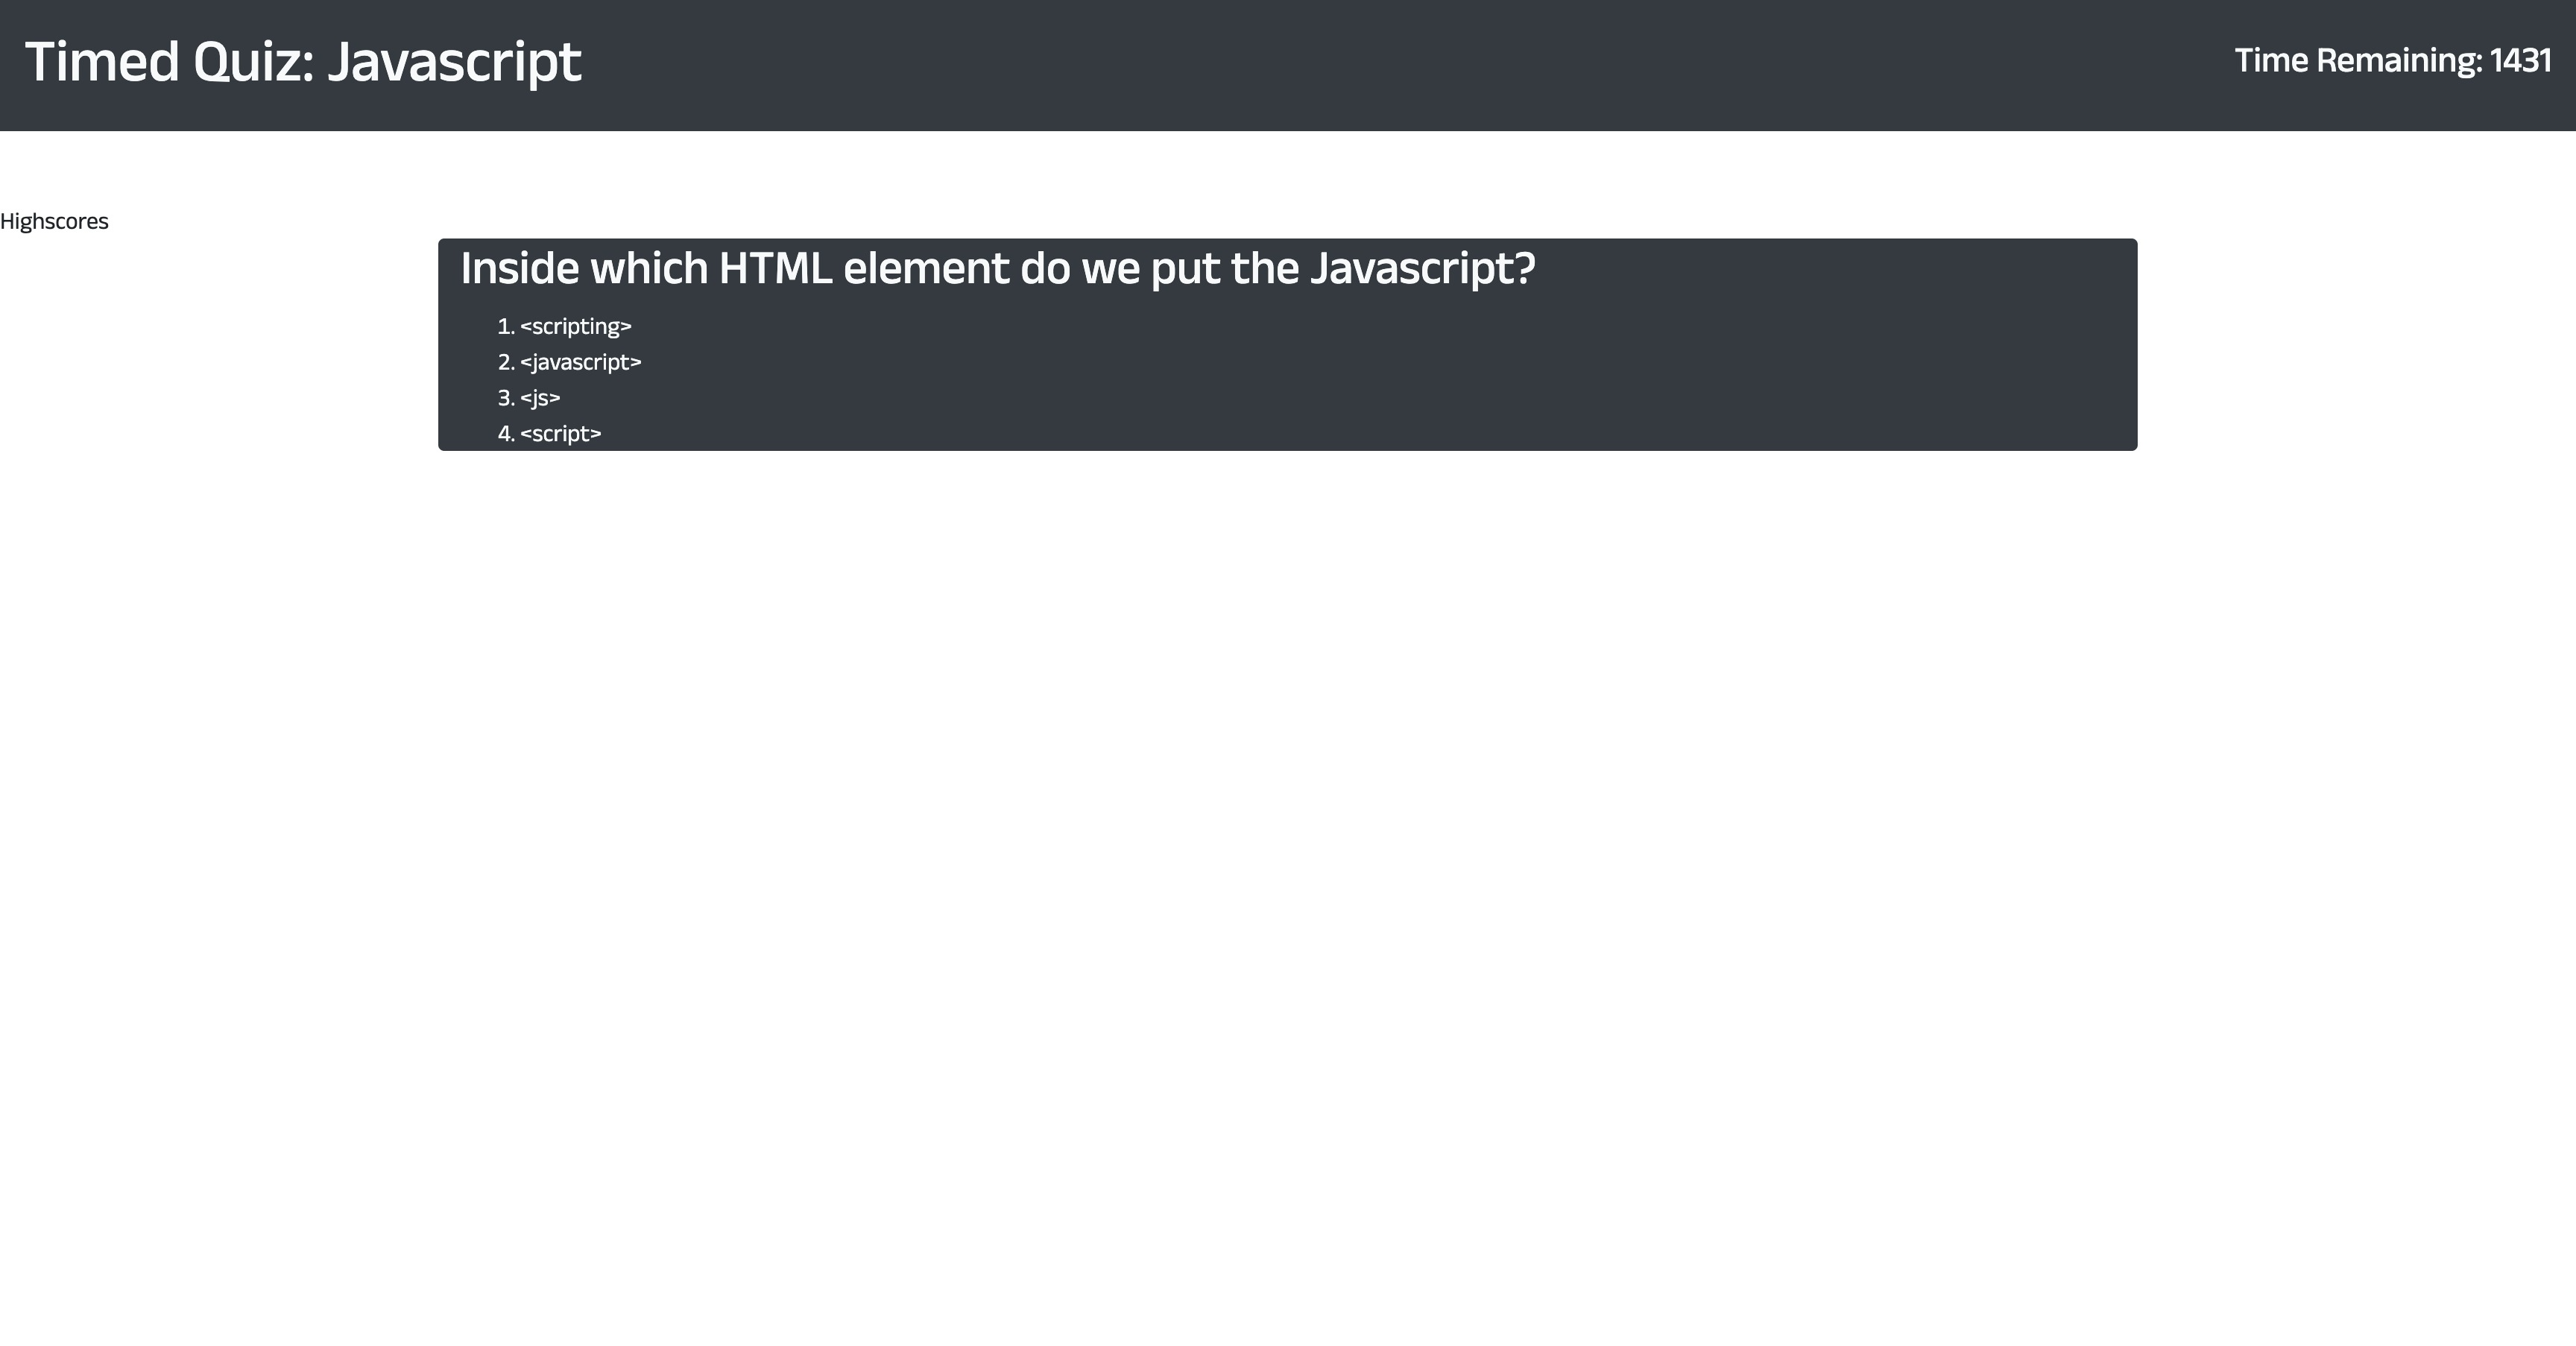 Timed Quiz: Javascript
Time Remaining: 1431
Highscores
Inside which HTML element do we put the Javascript?
1. <scripting>
2. <javascript>
3. <js>
4. <script>